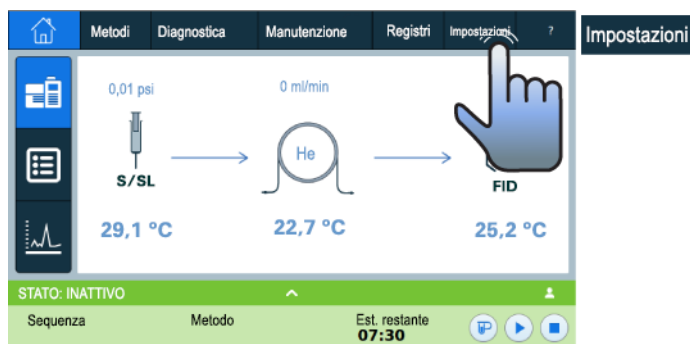 Metodi Diagnostica Manutenzione Registri Impostazioni ?
Impostazioni
0,01 psi 0 ml/min
He
S/SL FID
29,1 °C 22,7 °C 25,2 °C
STATO: INATTIVO
Sequenza Metodo Est. restante
07:30